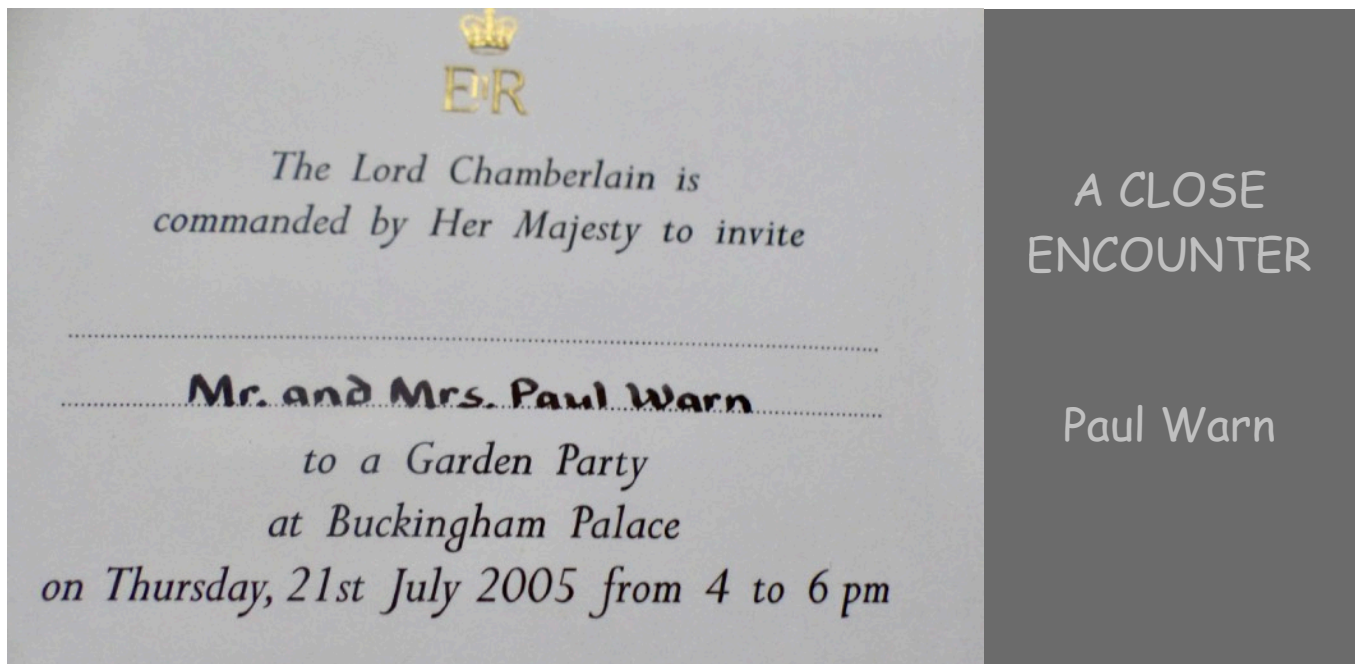 EIIR
The Lord Chamberlain is
commanded by Her Majesty to invite
Mr. and Mrs. Paul Warn
to a Garden Party
at Buckingham Palace
on Thursday, 21st July 2005 from 4 to 6 pm
A CLOSE
ENCOUNTER
Paul Warn